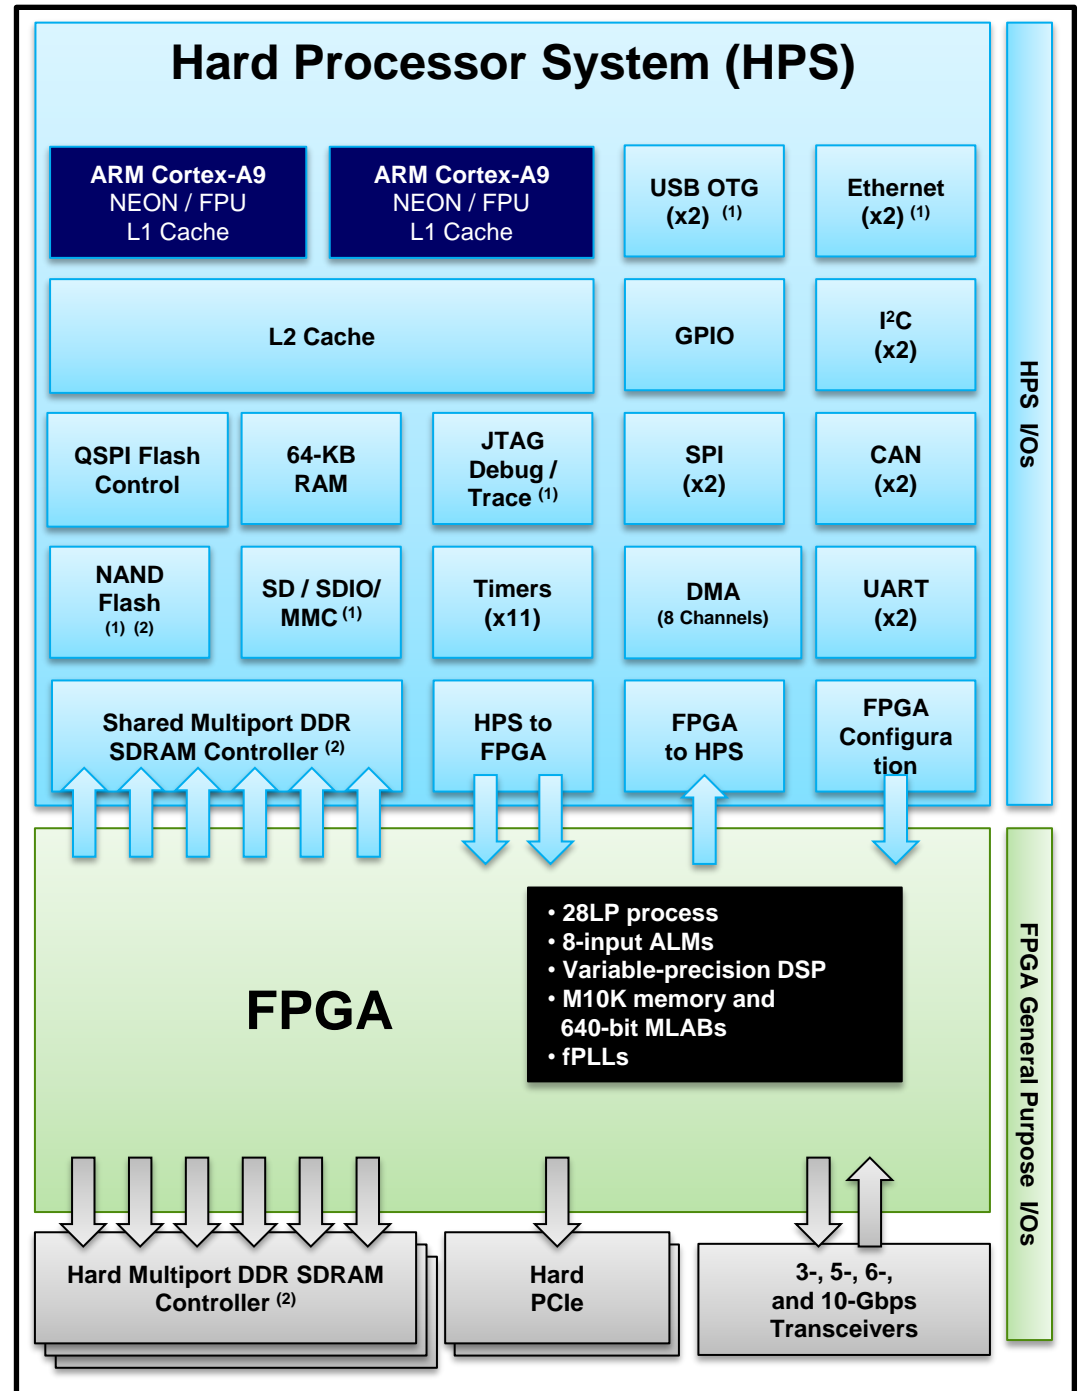 Hard Processor System (HPS)
ARM Cortex-A9
NEON / FPU
L1 Cache
ARM Cortex-A9
NEON / FPU
L1 Cache
USB OTG
(x2) (1)
Ethernet
(x2) (1)
L2 Cache
GPIO
I²C
(x2)
QSPI Flash
Control
64-KB
RAM
JTAG
Debug /
Trace (1)
SPI
(x2)
CAN
(x2)
NAND
Flash
(1) (2)
SD / SDIO/
MMC (1)
Timers
(x11)
DMA
(8 Channels)
UART
(x2)
Shared Multiport DDR
SDRAM Controller (2)
HPS to
FPGA
FPGA
to HPS
FPGA
Configura
tion
HPS I/Os
FPGA
• 28LP process
• 8-input ALMs
• Variable-precision DSP
• M10K memory and
640-bit MLABs
• fPLLs
FPGA General Purpose I/Os
Hard Multiport DDR SDRAM
Controller (2)
Hard
PCIe
3-, 5-, 6-,
and 10-Gbps
Transceivers